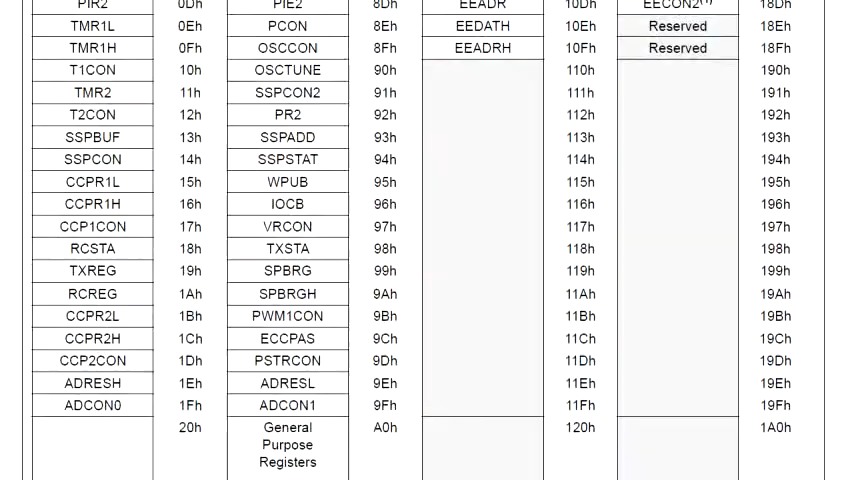 PIR2 0Dh PIE2 8Dh EEADR 10Dh EECON2(1) 18Dh
TMR1L 0Eh PCON 8Eh EEDATH 10Eh Reserved 18Eh
TMR1H 0Fh OSCCON 8Fh EEADRH 10Fh Reserved 18Fh
T1CON 10h OSCTUNE 90h 110h 190h
TMR2 11h SSPCON2 91h 111h 191h
T2CON 12h PR2 92h 112h 192h
SSPBUF 13h SSPADD 93h 113h 193h
SSPCON 14h SSPSTAT 94h 114h 194h
CCPR1L 15h WPUB 95h 115h 195h
CCPR1H 16h IOCB 96h 116h 196h
CCP1CON 17h VRCON 97h 117h 197h
RCSTA 18h TXSTA 98h 118h 198h
TXREG 19h SPBRG 99h 119h 199h
RCREG 1Ah SPBRGH 9Ah 11Ah 19Ah
CCPR2L 1Bh PWM1CON 9Bh 11Bh 19Bh
CCPR2H 1Ch ECCPAS 9Ch 11Ch 19Ch
CCP2CON 1Dh PSTRCON 9Dh 11Dh 19Dh
ADRESH 1Eh ADRESL 9Eh 11Eh 19Eh
ADCON0 1Fh ADCON1 9Fh 11Fh 19Fh
20h General A0h 120h 1A0h
Purpose
Registers